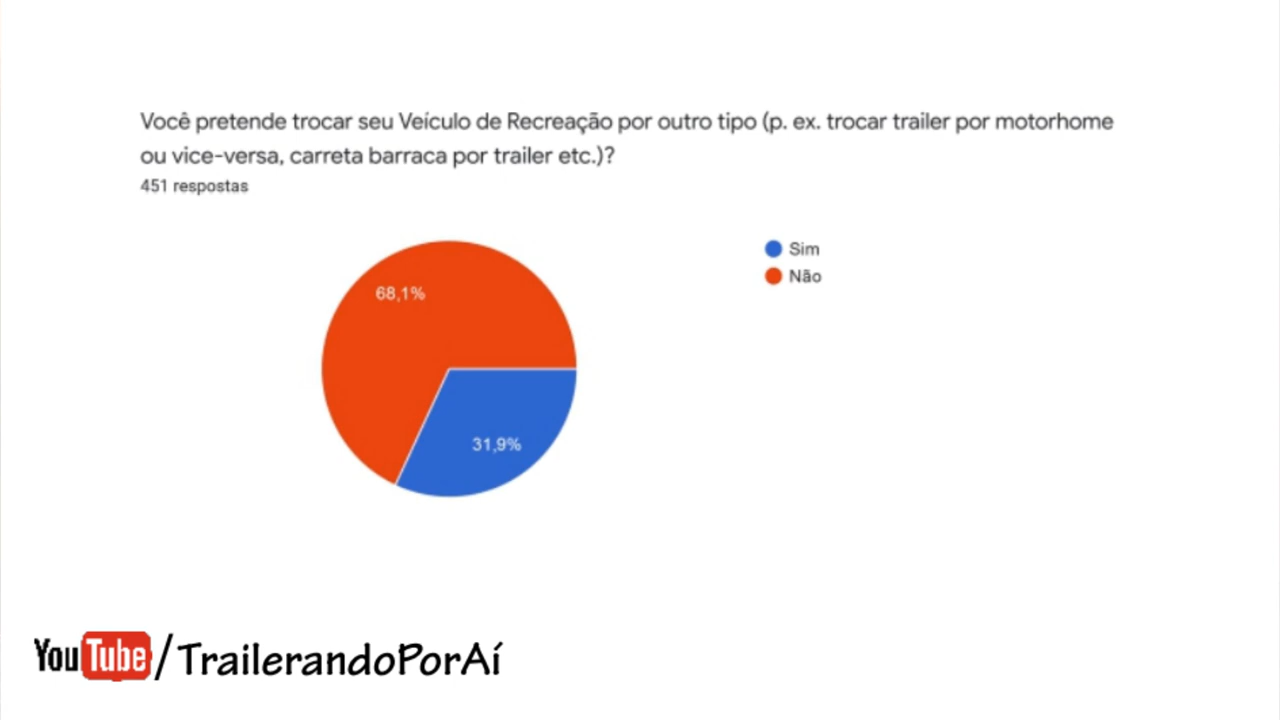 Você pretende trocar seu Veículo de Recreação por outro tipo (p. ex. trocar trailer por motorhome
ou vice-versa, carreta barraca por trailer etc.)?
451 respostas
Sim
Não
68,1%
31,9%
YouTube/TrailerandoPorAí